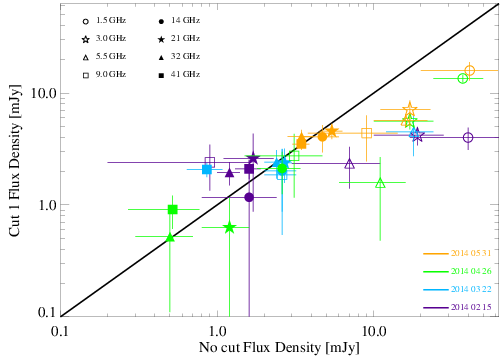 1.5 GHz 14 GHz
3.0 GHz 21 GHz
5.5 GHz 32 GHz
9.0 GHz 41 GHz
10.0
1.0
0.1
Cut 1 Flux Density [mJy]
2014 05 31
2014 04 26
2014 03 22
2014 02 15
0.1 1.0 10.0
No cut Flux Density [mJy]